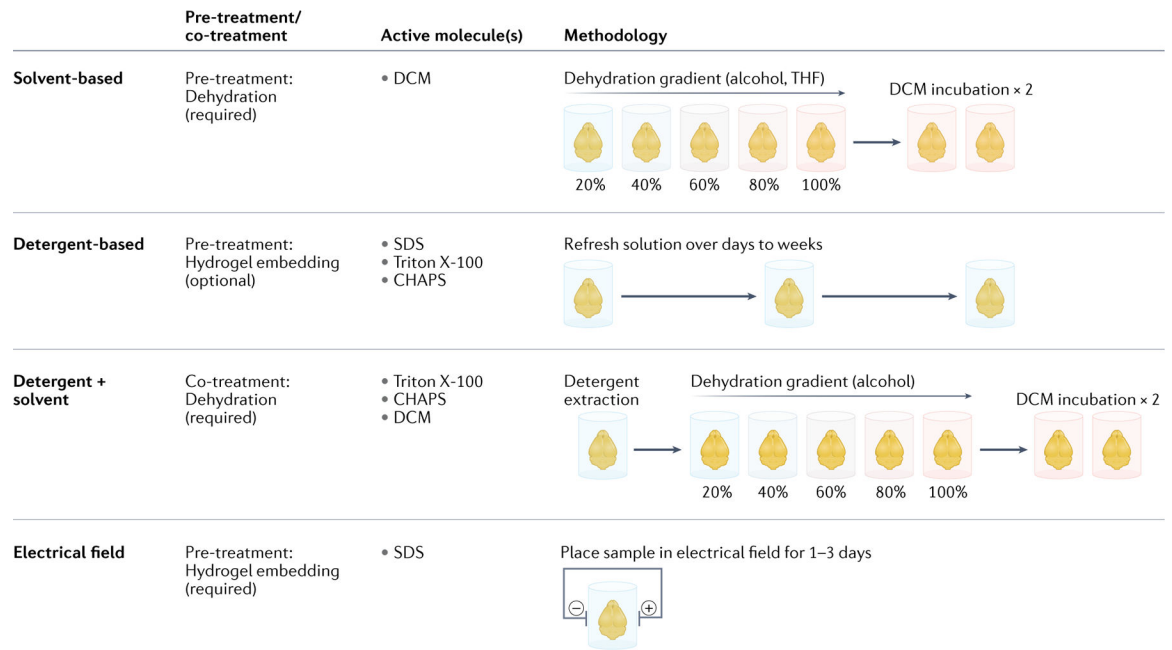 Pre-treatment/
co-treatment
Active molecule(s)
Methodology
Solvent-based
Pre-treatment:
Dehydration
(required)
• DCM
Dehydration gradient (alcohol, THF)
DCM incubation × 2
20% 40% 60% 80% 100%
Detergent-based
Pre-treatment:
Hydrogel embedding
(optional)
• SDS
• Triton X-100
• CHAPS
Refresh solution over days to weeks
Detergent +
solvent
Co-treatment:
Dehydration
(required)
• Triton X-100
• CHAPS
• DCM
Detergent
extraction
Dehydration gradient (alcohol)
DCM incubation × 2
20% 40% 60% 80% 100%
Electrical field
Pre-treatment:
Hydrogel embedding
(required)
• SDS
Place sample in electrical field for 1–3 days
− +